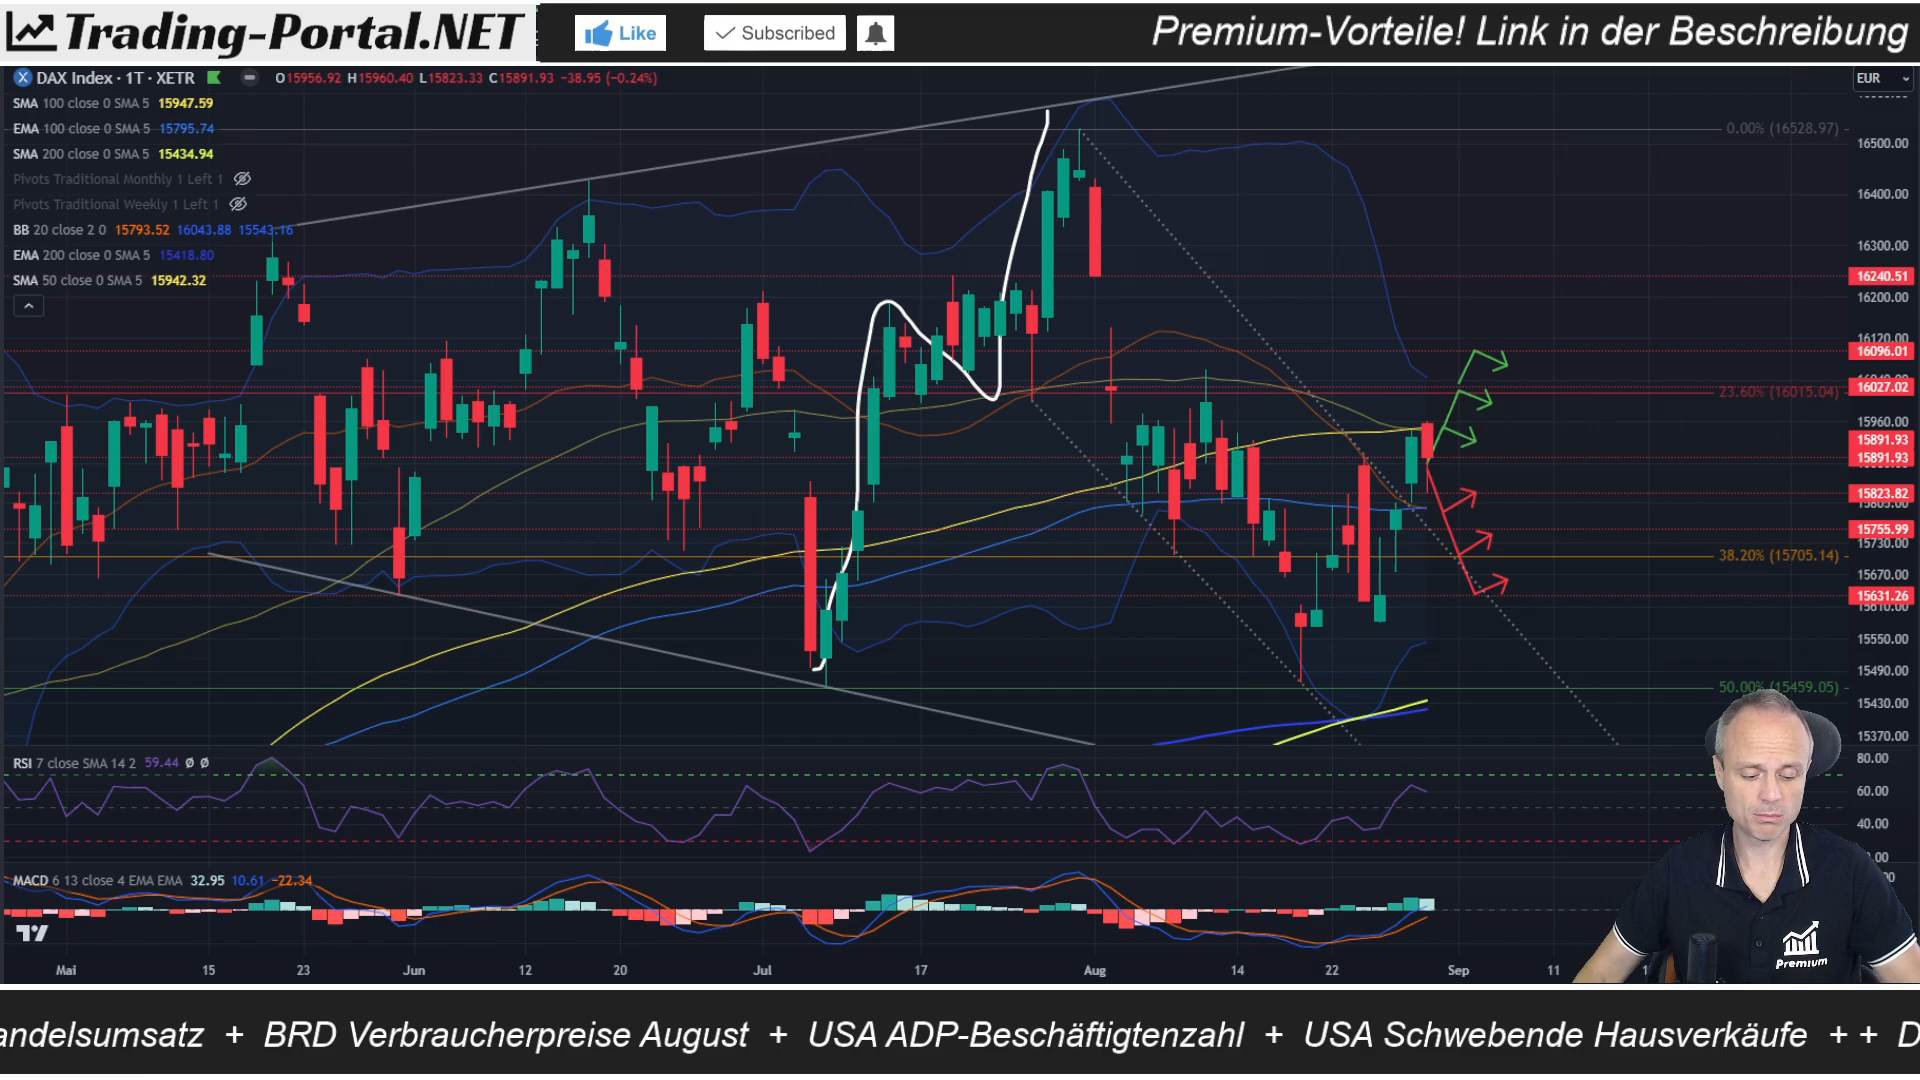 Trading-Portal.NET
Like
Subscribed
Premium-Vorteile! Link in der Beschreibung
DAX Index · 1T · XETR O15956.92 H15960.40 L15823.33 C15891.93 −38.95 (−0.24%)
EUR
SMA 100 close 0 SMA 5 15947.59
EMA 100 close 0 SMA 5 15795.74
SMA 200 close 0 SMA 5 15434.94
Pivots Traditional Monthly 1 Left 1
Pivots Traditional Weekly 1 Left 1
BB 20 close 2 0 15793.52 16043.88 15543.16
EMA 200 close 0 SMA 5 15418.80
SMA 50 close 0 SMA 5 15942.32
0.00% (16528.97)
23.60% (16015.04)
38.20% (15705.14)
50.00% (15459.05)
16500.00
16400.00
16300.00
16240.51
16200.00
16120.00
16096.01
16027.02
15960.00
15891.93
15891.93
15823.82
15755.99
15730.00
15670.00
15631.26
15610.00
15550.00
15490.00
15430.00
15370.00
RSI 7 close SMA 14 2 59.44 Ø Ø
80.00
60.00
40.00
MACD 6 13 close 4 EMA EMA 32.95 10.61 −22.34
Mai 15 23 Jun 12 20 Jul 17 Aug 14 22 Sep 11
Premium
andelsumsatz + BRD Verbraucherpreise August + USA ADP-Beschäftigtenzahl + USA Schwebende Hausverkäufe + + D